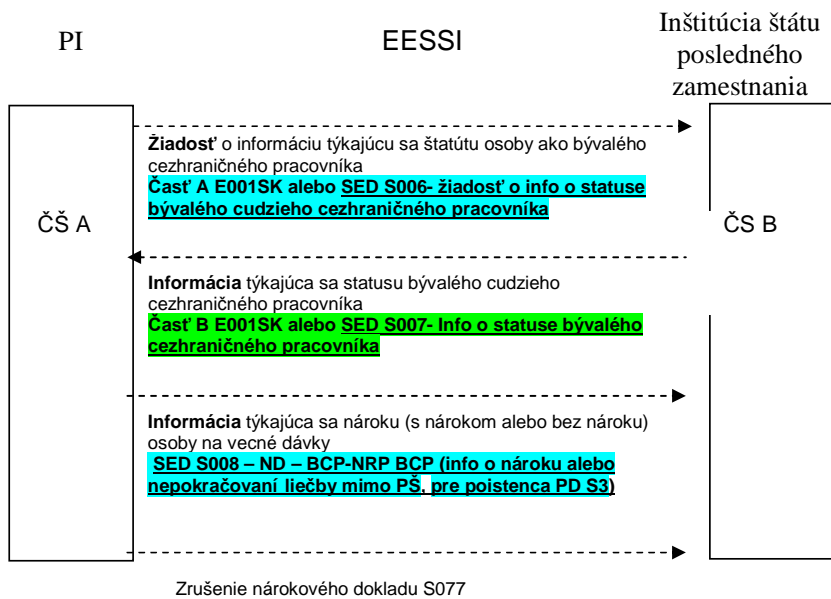 PI
EESSI
Inštitúcia štátu
posledného
zamestnania
Žiadosť o informáciu týkajúcu sa štatútu osoby ako bývalého
cezhraničného pracovníka
Časť A E001SK alebo SED S006- žiadosť o info o statuse
bývalého cudzieho cezhraničného pracovníka
ČŠ A
ČS B
Informácia týkajúca sa statusu bývalého cudzieho
cezhraničného pracovníka
Časť B E001SK alebo SED S007- Info o statuse bývalého
cezhraničného pracovníka
Informácia týkajúca sa nároku (s nárokom alebo bez nároku)
osoby na vecné dávky
SED S008 – ND – BCP-NRP BCP (info o nároku alebo
nepokračovaní liečby mimo PŠ, pre poistenca PD S3)
Zrušenie nárokového dokladu S077